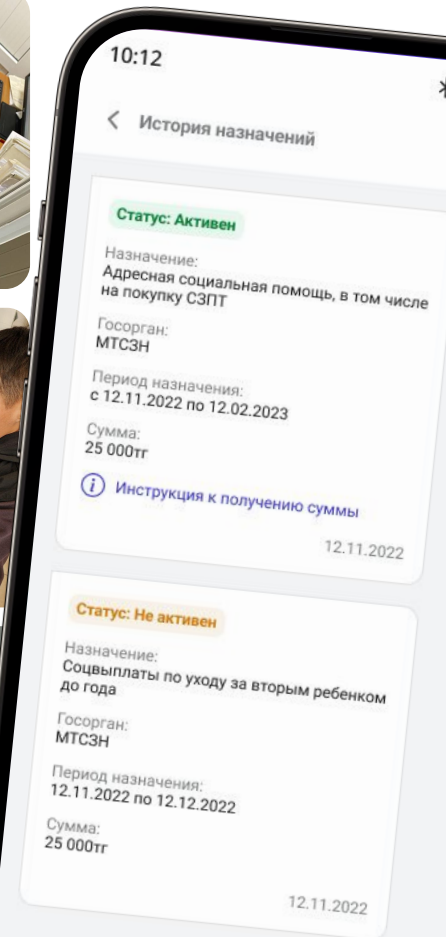 10:12
История назначений
Статус: Активен
Назначение:
Адресная социальная помощь, в том числе
на покупку СЗПТ
Госорган:
МТСЗН
Период назначения:
с 12.11.2022 по 12.02.2023
Сумма:
25 000тг
Инструкция к получению суммы
12.11.2022
Статус: Не активен
Назначение:
Соцвыплаты по уходу за вторым ребенком
до года
Госорган:
МТСЗН
Период назначения:
12.11.2022 по 12.12.2022
Сумма:
25 000тг
12.11.2022